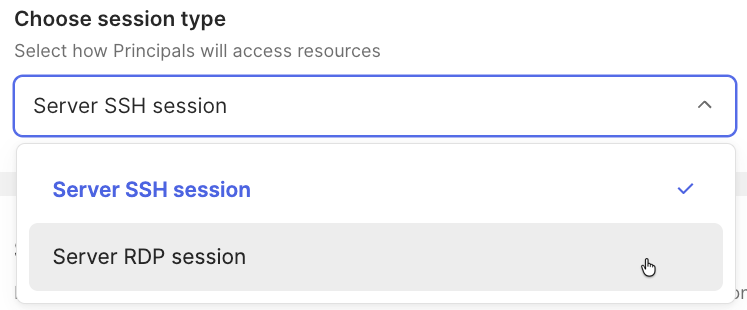 Choose session type
Select how Principals will access resources
Server SSH session
Server SSH session
Server RDP session